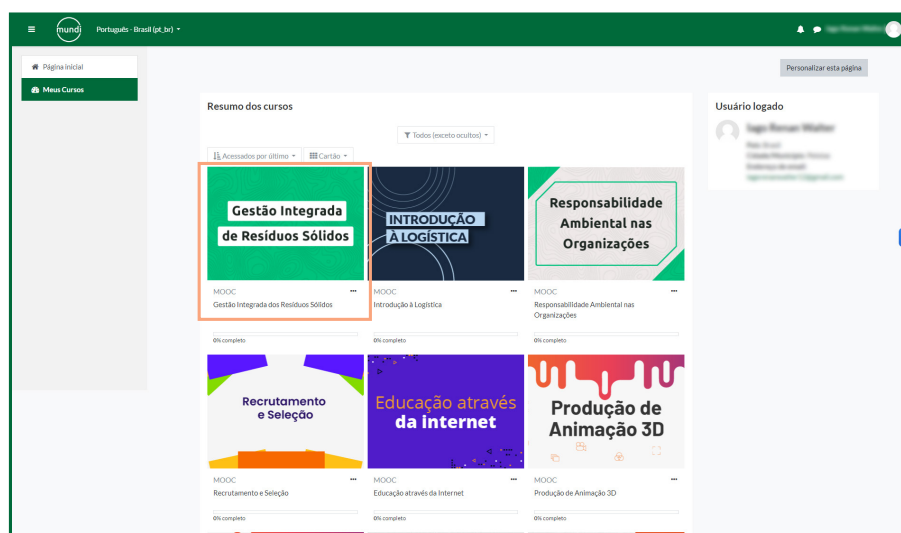 mundi
Português - Brasil (pt_br)
Página inicial
Meus Cursos
Personalizar esta página
Resumo dos cursos
Todos (exceto ocultos)
Acessados por último
Cartão
Gestão Integrada
de Resíduos Sólidos
MOOC
Gestão Integrada dos Resíduos Sólidos
0% completo
INTRODUÇÃO
À LOGÍSTICA
MOOC
Introdução à Logística
0% completo
Responsabilidade
Ambiental nas
Organizações
MOOC
Responsabilidade Ambiental nas
Organizações
0% completo
Recrutamento
e Seleção
MOOC
Recrutamento e Seleção
0% completo
Educação através
da internet
MOOC
Educação através da Internet
0% completo
Produção de
Animação 3D
MOOC
Produção de Animação 3D
0% completo
Usuário logado